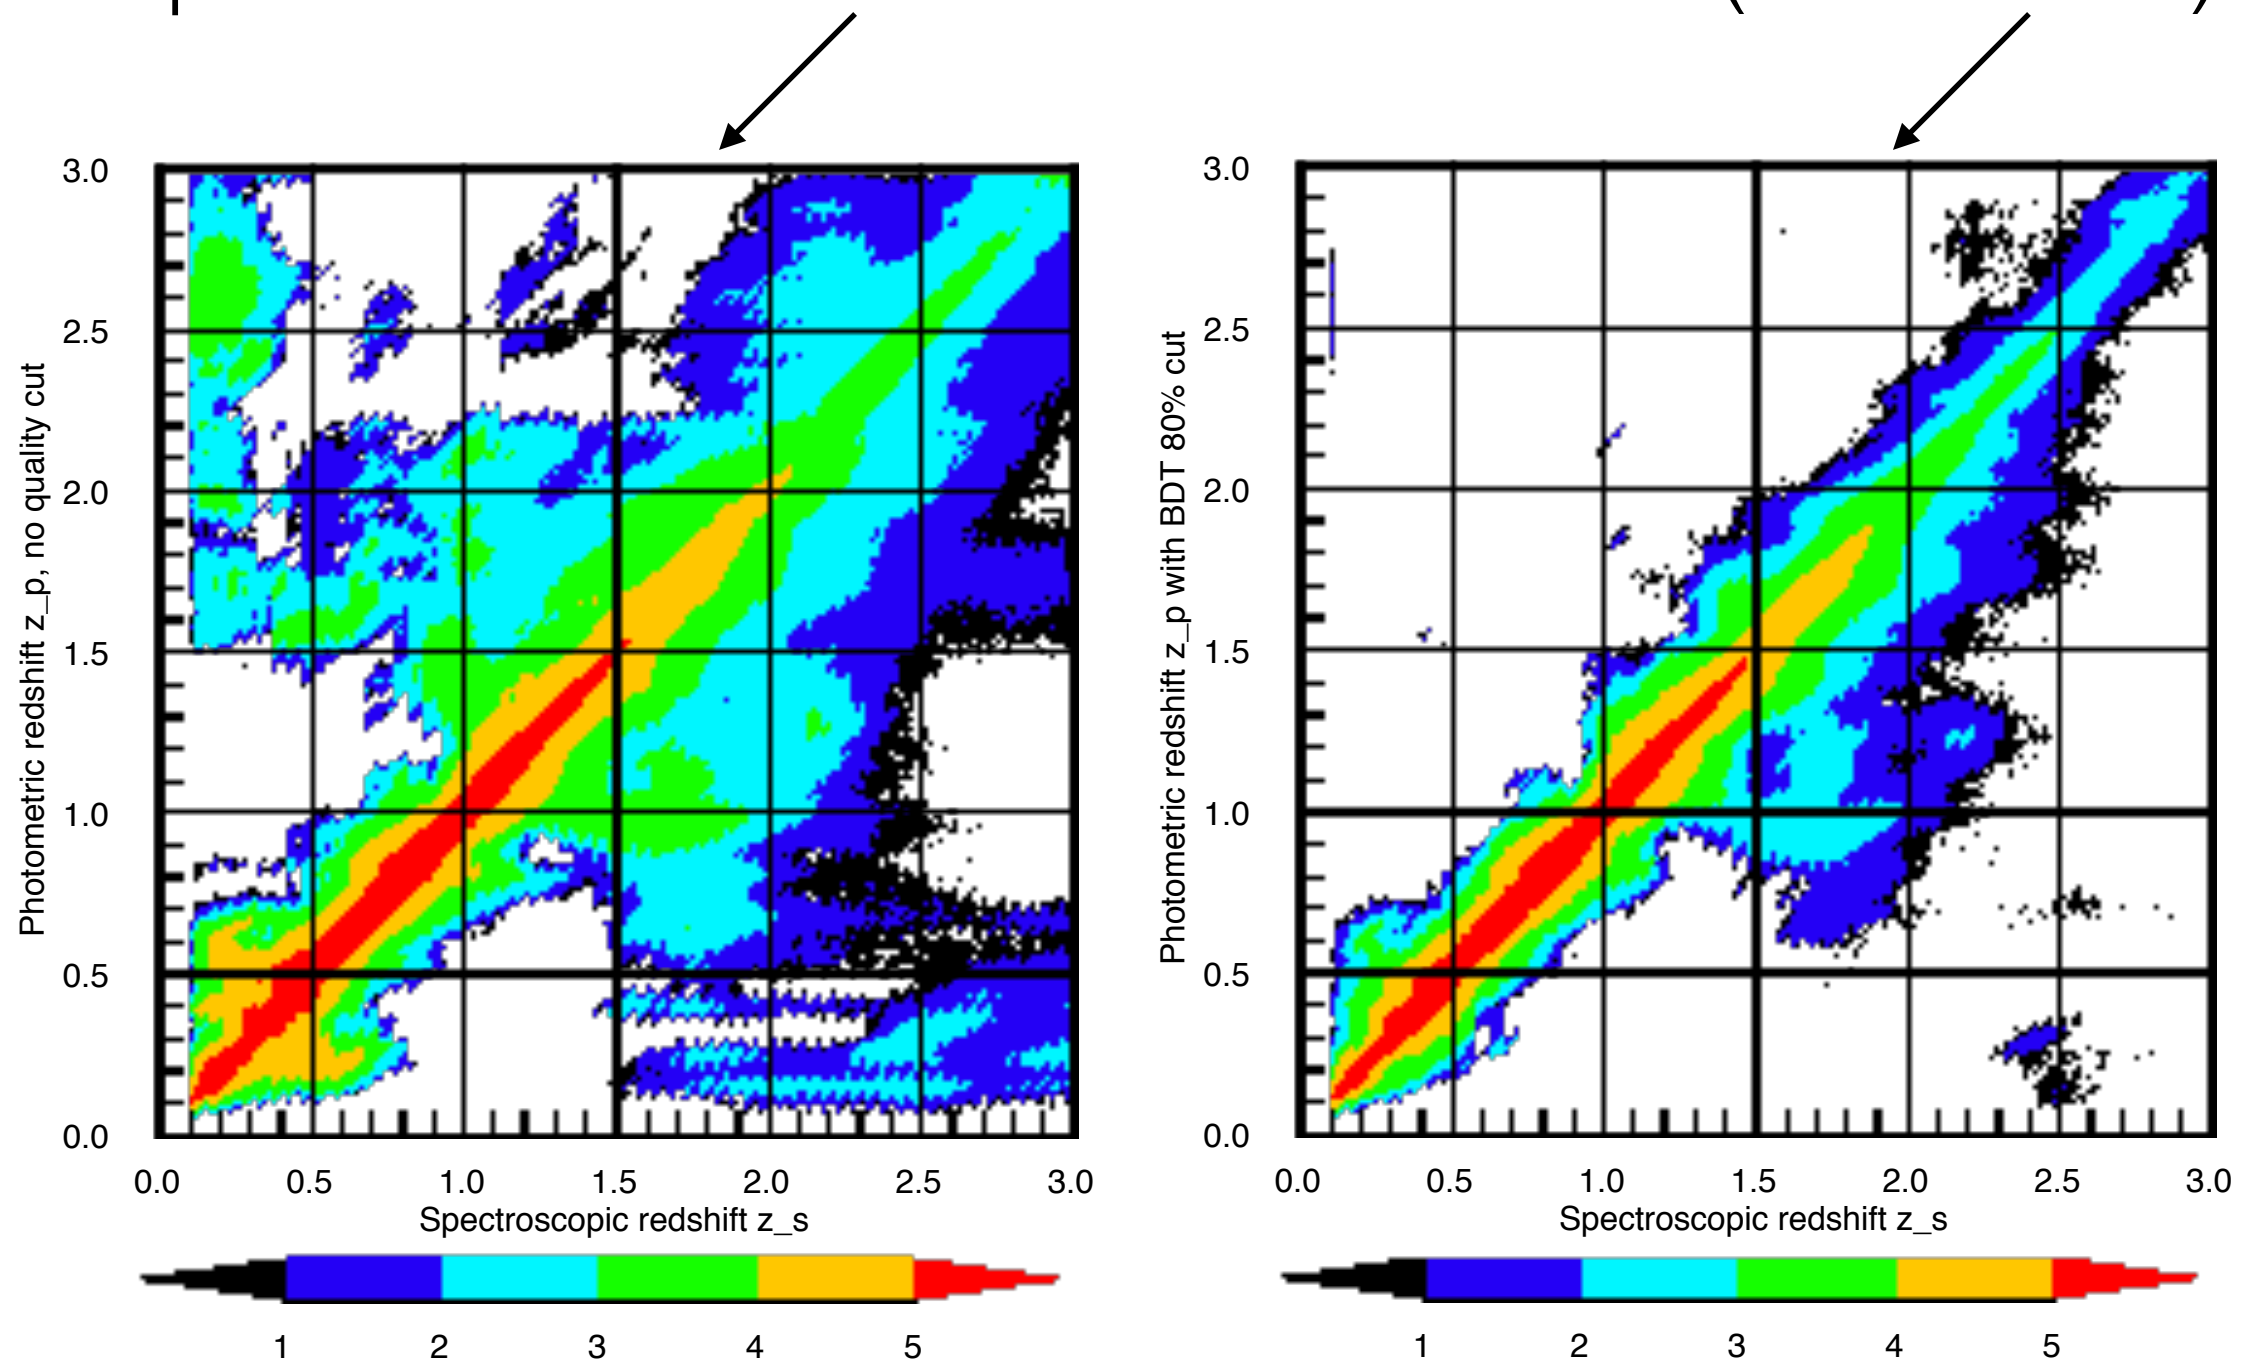 3.0
2.5
2.0
1.5
1.0
0.5
0.0
Photometric redshift z_p, no quality cut
0.0 0.5 1.0 1.5 2.0 2.5 3.0
Spectroscopic redshift z_s
1 2 3 4 5
3.0
2.5
2.0
1.5
1.0
0.5
0.0
Photometric redshift z_p with BDT 80% cut
0.0 0.5 1.0 1.5 2.0 2.5 3.0
Spectroscopic redshift z_s
1 2 3 4 5